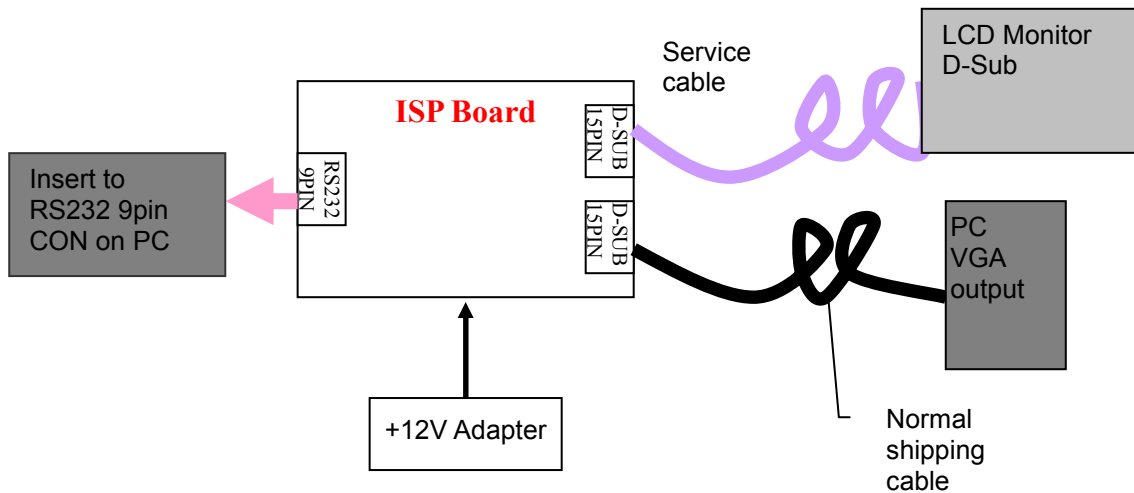 Service
cable
LCD Monitor
D-Sub
ISP Board
D-SUB
15PIN
Insert to
RS232 9pin
CON on PC
RS232
9PIN
D-SUB
15PIN
PC
VGA
output
+12V Adapter
Normal
shipping
cable